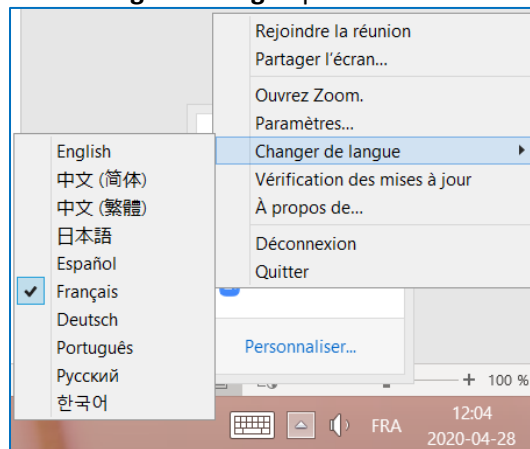 Rejoindre la réunion
Partager l'écran...
Ouvrez Zoom.
Paramètres...
Changer de langue
Vérification des mises à jour
À propos de...
Déconnexion
Quitter
English
中文 (简体)
中文 (繁體)
日本語
Español
Français
Deutsch
Português
Русский
한국어
Personnaliser...
100 %
FRA
12:04
2020-04-28